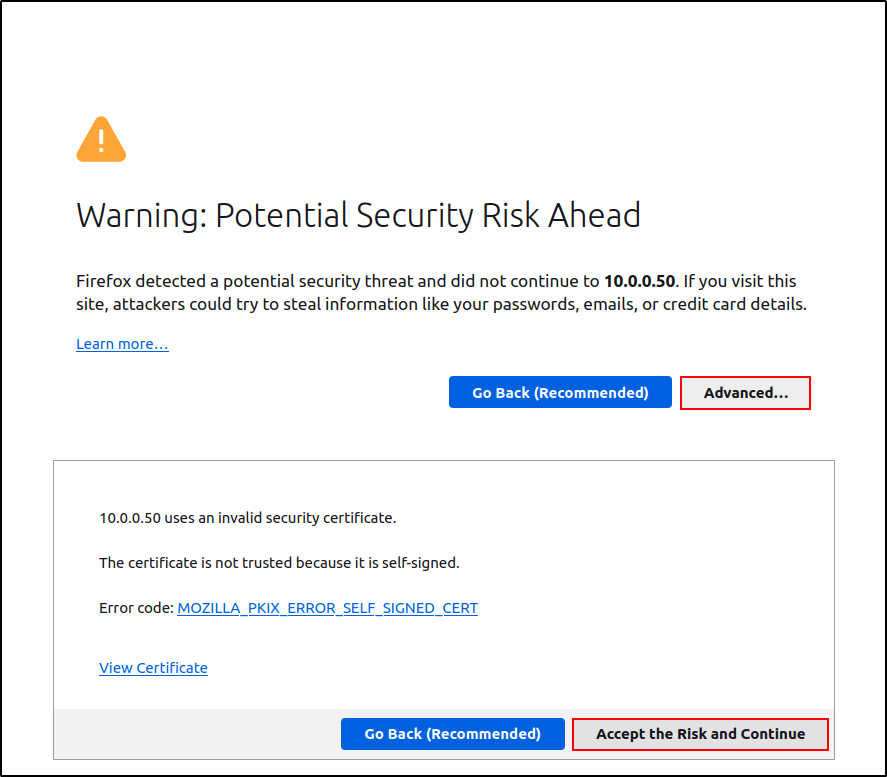 Warning: Potential Security Risk Ahead
Firefox detected a potential security threat and did not continue to 10.0.0.50. If you visit this
site, attackers could try to steal information like your passwords, emails, or credit card details.
Learn more…
Go Back (Recommended)
Advanced…
10.0.0.50 uses an invalid security certificate.
The certificate is not trusted because it is self-signed.
Error code: MOZILLA_PKIX_ERROR_SELF_SIGNED_CERT
View Certificate
Go Back (Recommended)
Accept the Risk and Continue